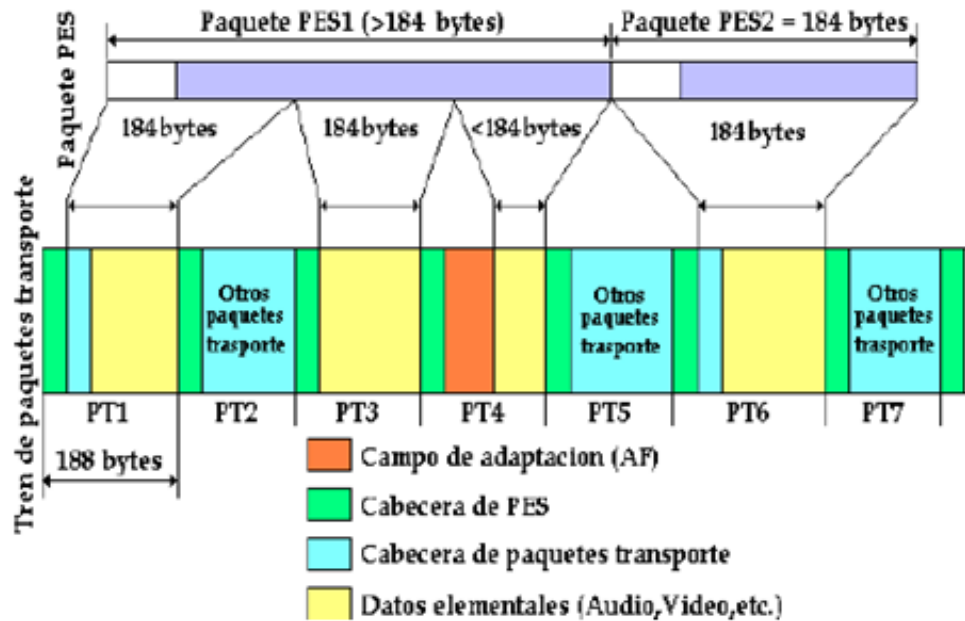 Paquete PES1 (>184 bytes)
Paquete PES2 = 184 bytes
Paquete PES
184bytes
184bytes
<184bytes
184bytes
Tren de paquetes transporte
Otros
paquetes
trasporte
Otros
paquetes
trasporte
Otros
paquetes
trasporte
PT1
PT2
PT3
PT4
PT5
PT6
PT7
188 bytes
Campo de adaptacion (AF)
Cabecera de PES
Cabecera de paquetes transporte
Datos elementales (Audio,Video,etc.)